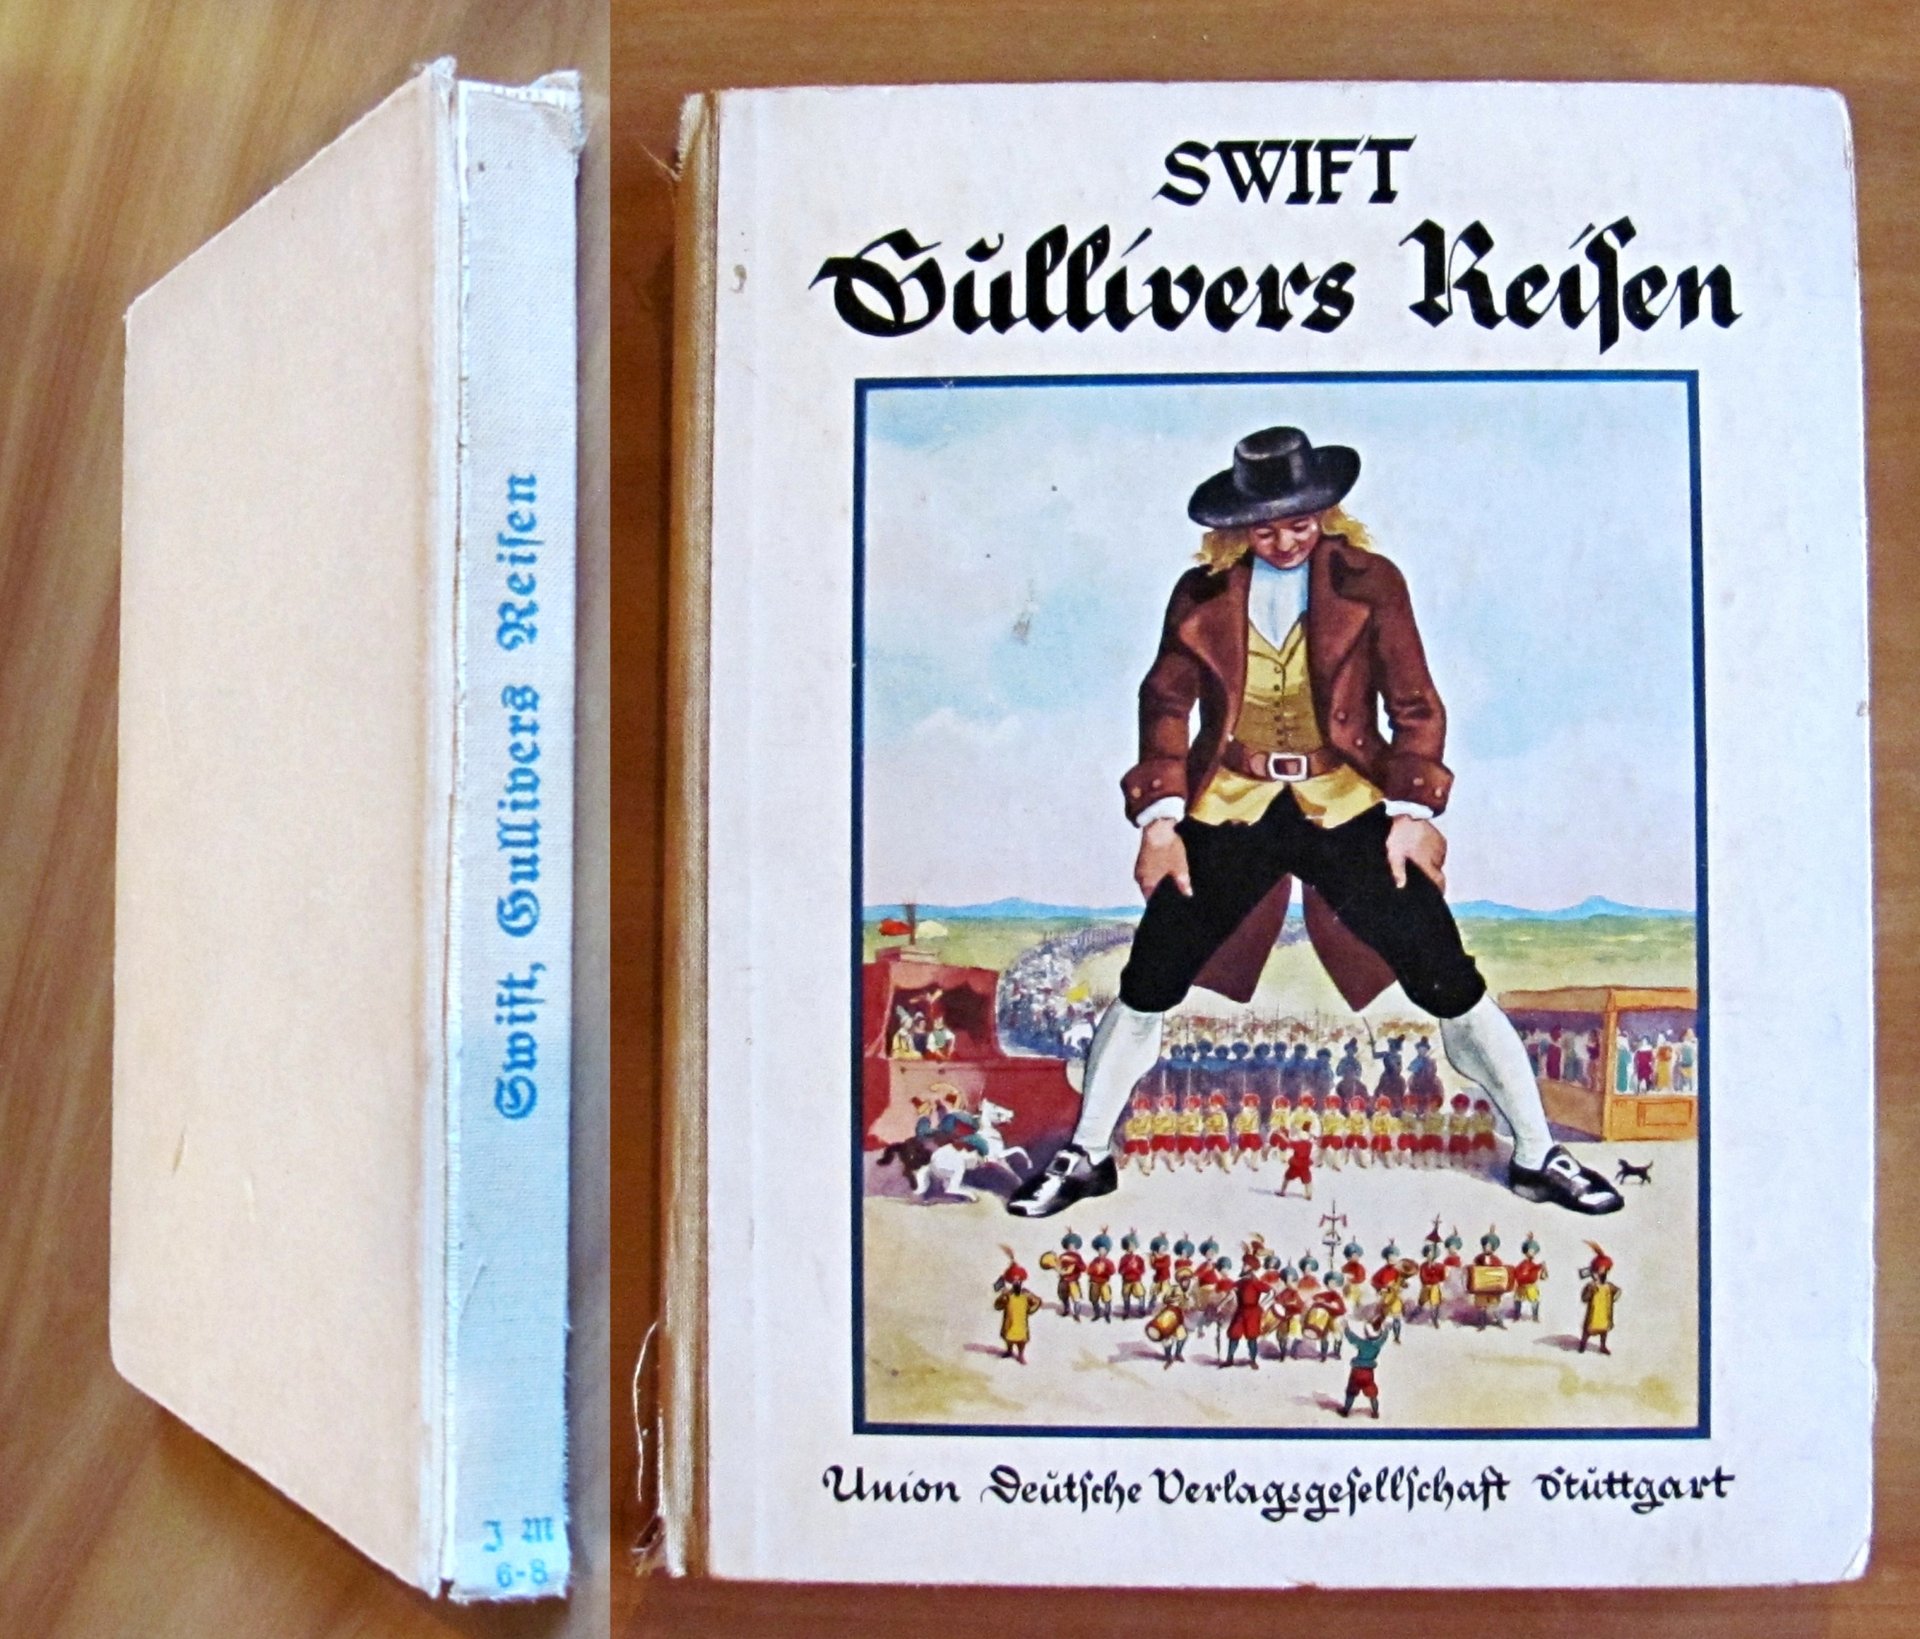 Swift, Gullivers Reiſen
J M
6-8
SWIFT
Gullivers Reiſen
Union Deutſche Verlagsgeſellſchaft Stuttgart